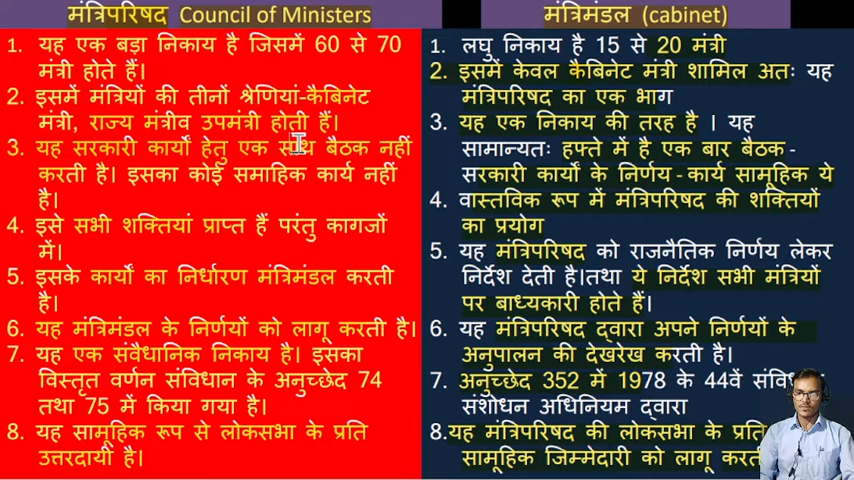 मंत्रिपरिषद Council of Ministers
1. यह एक बड़ा निकाय है जिसमें 60 से 70
मंत्री होते हैं।
2. इसमें मंत्रियों की तीनों श्रेणियां-कैबिनेट
मंत्री, राज्य मंत्रीव उपमंत्री होती हैं।
3. यह सरकारी कार्यों हेतु एक साथ बैठक नहीं
करती है। इसका कोई समाहिक कार्य नहीं
है।
4. इसे सभी शक्तियां प्राप्त हैं परंतु कागजों
में।
5. इसके कार्यों का निर्धारण मंत्रिमंडल करती
है।
6. यह मंत्रिमंडल के निर्णयों को लागू करती है।
7. यह एक संवैधानिक निकाय है। इसका
विस्तृत वर्णन संविधान के अनुच्छेद 74
तथा 75 में किया गया है।
8. यह सामूहिक रूप से लोकसभा के प्रति
उत्तरदायी है।
मंत्रिमंडल (cabinet)
1. लघु निकाय है 15 से 20 मंत्री
2. इसमें केवल कैबिनेट मंत्री शामिल अतः यह
मंत्रिपरिषद का एक भाग
3. यह एक निकाय की तरह है । यह
सामान्यतः हफ्ते में है एक बार बैठक -
सरकारी कार्यों के निर्णय - कार्य सामूहिक ये
4. वास्तविक रूप में मंत्रिपरिषद की शक्तियों
का प्रयोग
5. यह मंत्रिपरिषद को राजनैतिक निर्णय लेकर
निर्देश देती है।तथा ये निर्देश सभी मंत्रियों
पर बाध्यकारी होते हैं।
6. यह मंत्रिपरिषद द्वारा अपने निर्णयों के
अनुपालन की देखरेख करती है।
7. अनुच्छेद 352 में 1978 के 44वें
संशोधन अधिनियम द्वारा
8.यह मंत्रिपरिषद की लोकसभा के प्रति
सामूहिक जिम्मेदारी को लागू